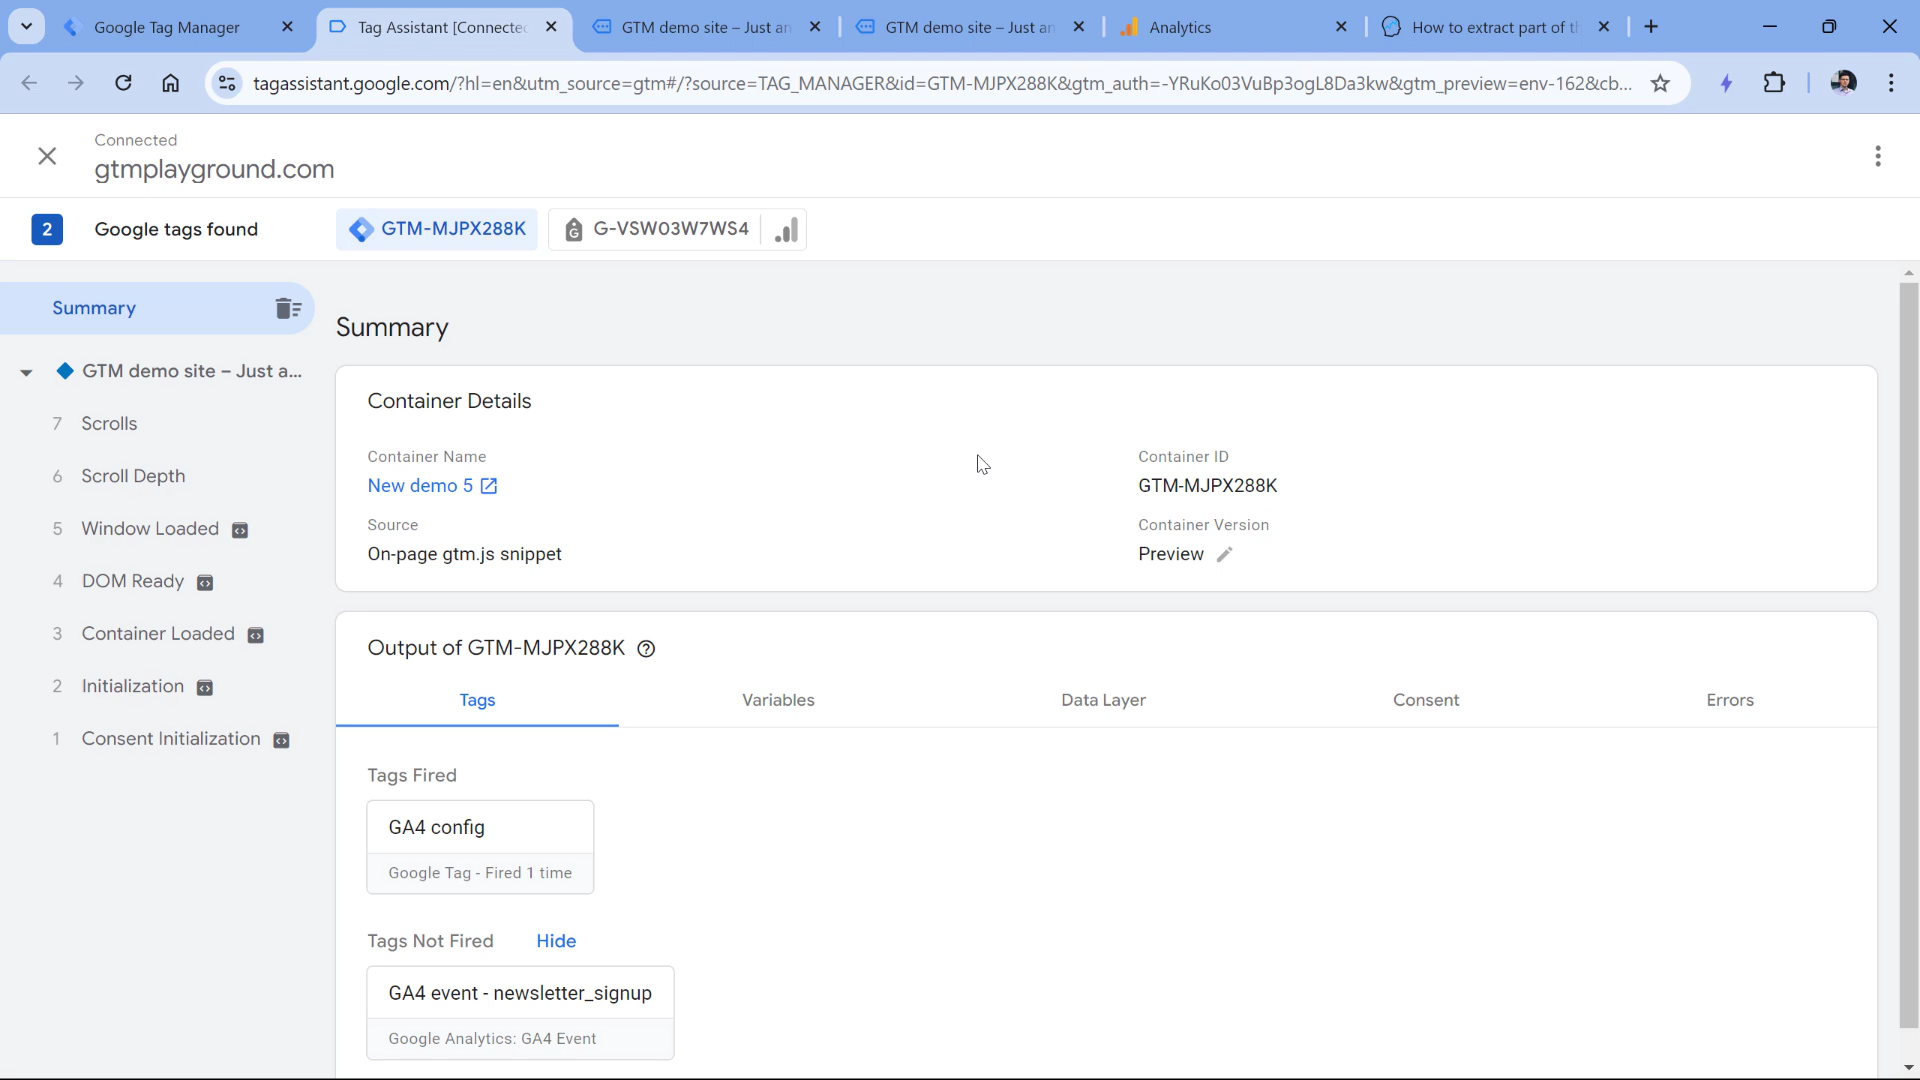 Google Tag Manager
Tag Assistant [Connected
GTM demo site – Just an
GTM demo site – Just an
Analytics
How to extract part of th
tagassistant.google.com/?hl=en&utm_source=gtm#/?source=TAG_MANAGER&id=GTM-MJPX288K&gtm_auth=-YRuKo03VuBp3ogL8Da3kw&gtm_preview=env-162&cb...
Connected
gtmplayground.com
2 Google tags found
GTM-MJPX288K
G-VSW03W7WS4
Summary
GTM demo site – Just a...
7 Scrolls
6 Scroll Depth
5 Window Loaded
4 DOM Ready
3 Container Loaded
2 Initialization
1 Consent Initialization
Summary
Container Details
Container Name
New demo 5
Container ID
GTM-MJPX288K
Source
On-page gtm.js snippet
Container Version
Preview
Output of GTM-MJPX288K
Tags
Variables
Data Layer
Consent
Errors
Tags Fired
GA4 config
Google Tag - Fired 1 time
Tags Not Fired
Hide
GA4 event - newsletter_signup
Google Analytics: GA4 Event